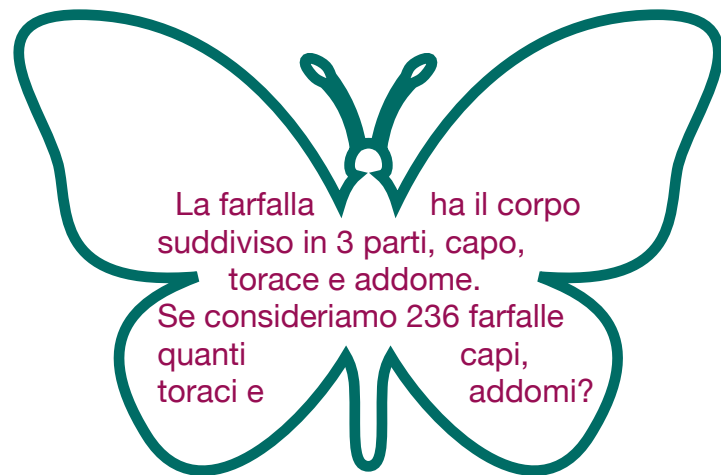 La farfalla ha il corpo
suddiviso in 3 parti, capo,
torace e addome.
Se consideriamo 236 farfalle
quanti capi,
toraci e addomi?